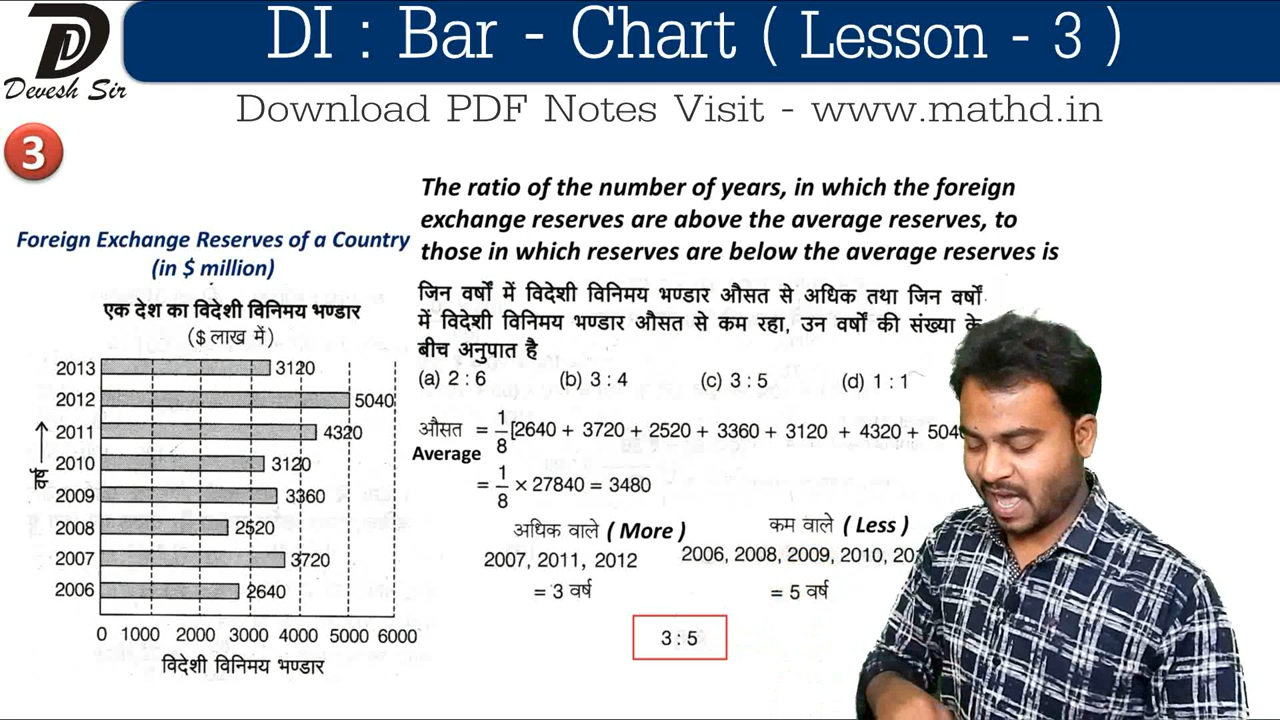 DI : Bar - Chart ( Lesson - 3 )
Devesh Sir
Download PDF Notes Visit - www.mathd.in
3
The ratio of the number of years, in which the foreign
exchange reserves are above the average reserves, to
those in which reserves are below the average reserves is
जिन वर्षों में विदेशी विनिमय भण्डार औसत से अधिक तथा जिन वर्षों
में विदेशी विनिमय भण्डार औसत से कम रहा, उन वर्षों की संख्या के
बीच अनुपात है
(a) 2 : 6 (b) 3 : 4 (c) 3 : 5 (d) 1 : 1
Foreign Exchange Reserves of a Country
(in $ million)
एक देश का विदेशी विनिमय भण्डार
($ लाख में)
2013 3120
2012 5040
2011 4320
2010 3120
2009 3360
2008 2520
2007 3720
2006 2640
वर्ष
0 1000 2000 3000 4000 5000 6000
विदेशी विनिमय भण्डार
औसत = 1/8 [2640 + 3720 + 2520 + 3360 + 3120 + 4320 +
Average
= 1/8 × 27840 = 3480
अधिक वाले ( More ) कम वाले ( Less )
2007, 2011, 2012 2006, 2008, 2009, 2010,
= 3 वर्ष = 5 वर्ष
3 : 5